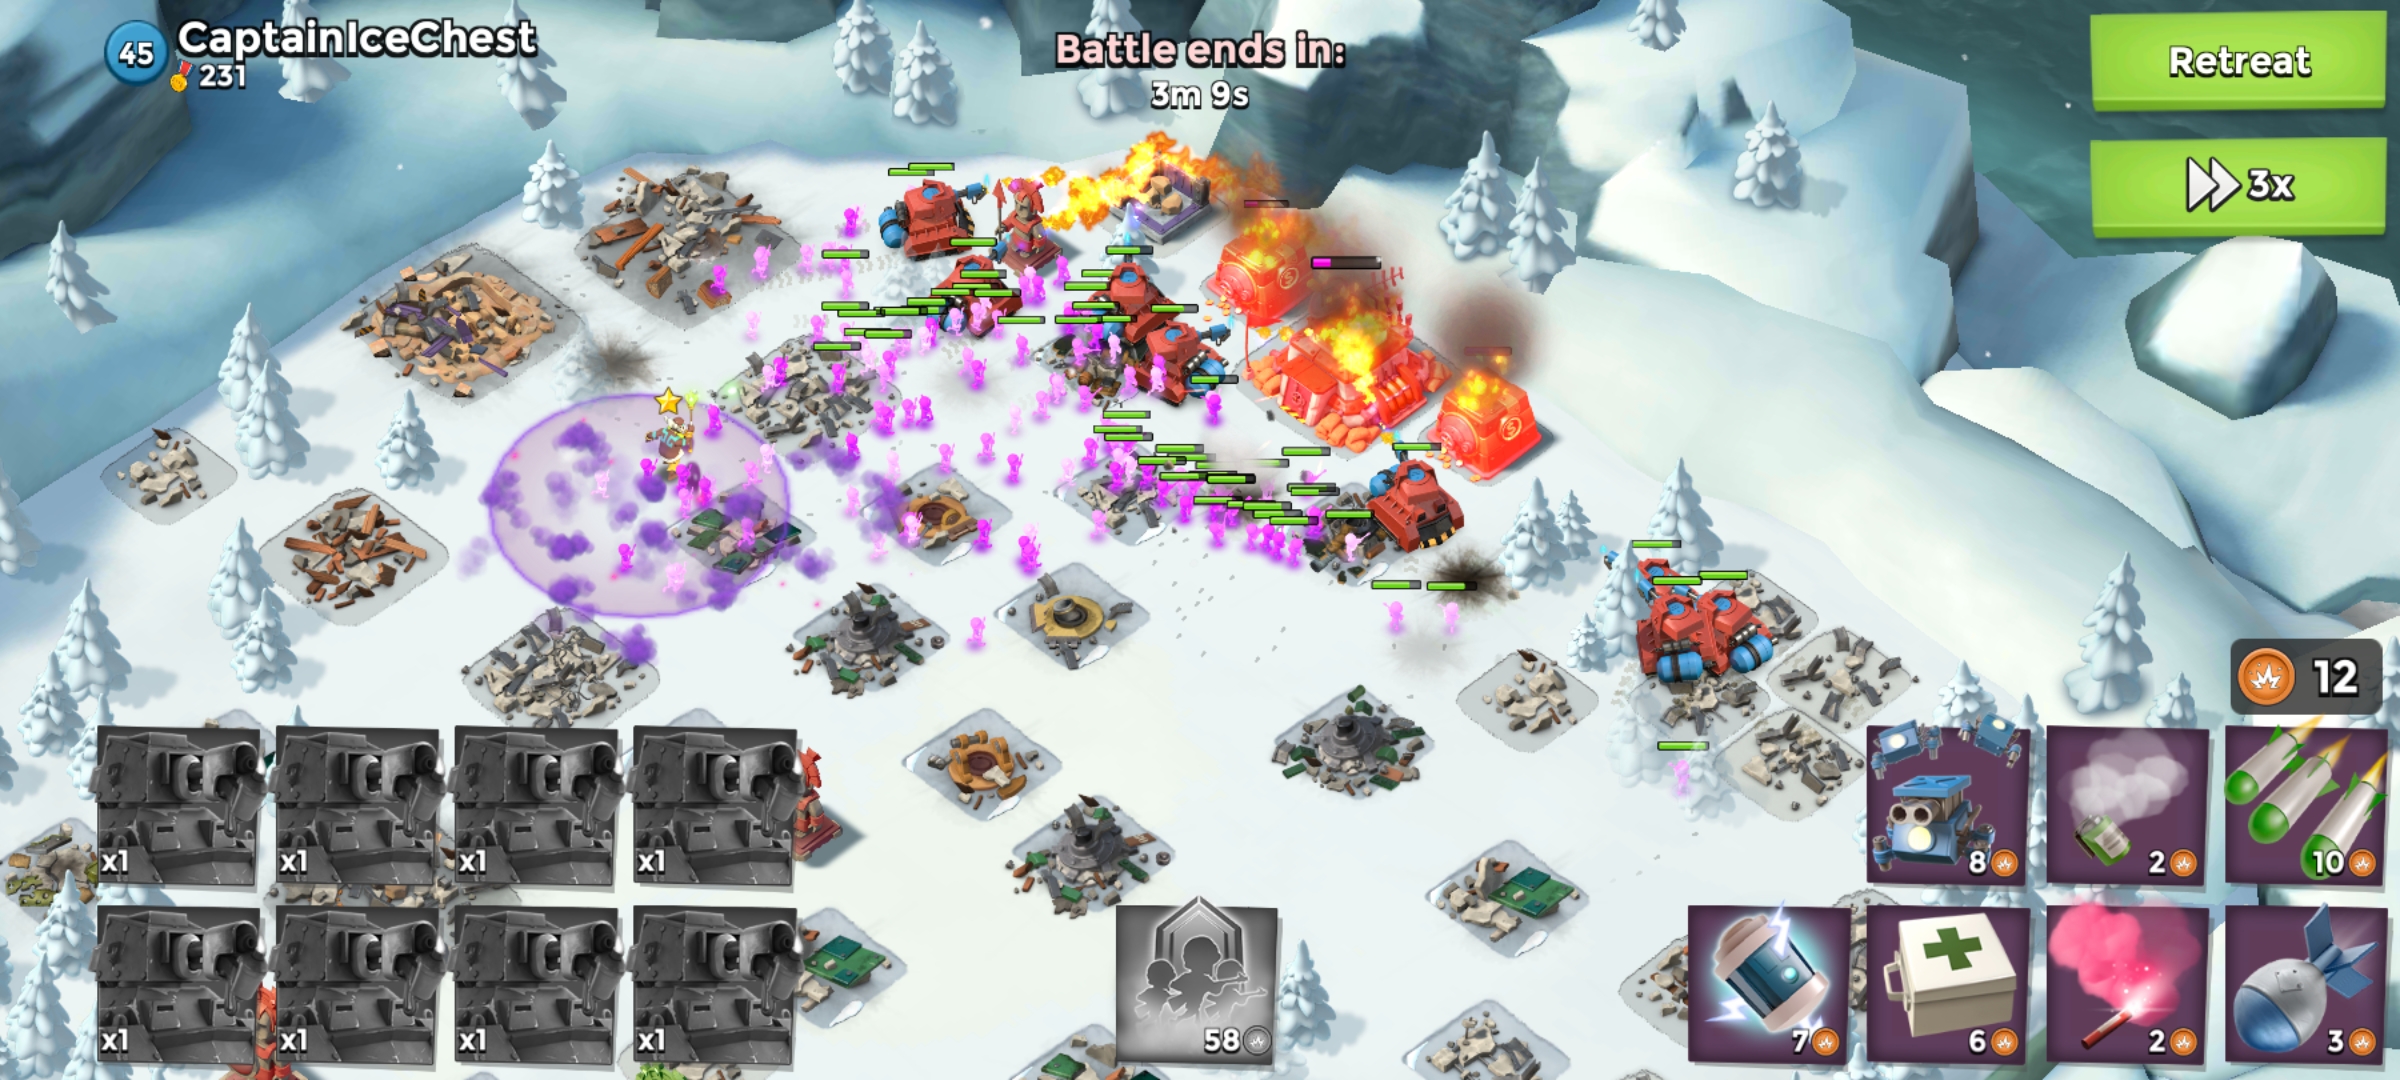 45 CaptainIceChest
231
Battle ends in:
3m 9s
Retreat
3x
12
x1 x1 x1 x1
8 2 10
x1 x1 x1 x1
58
7 6 2 3